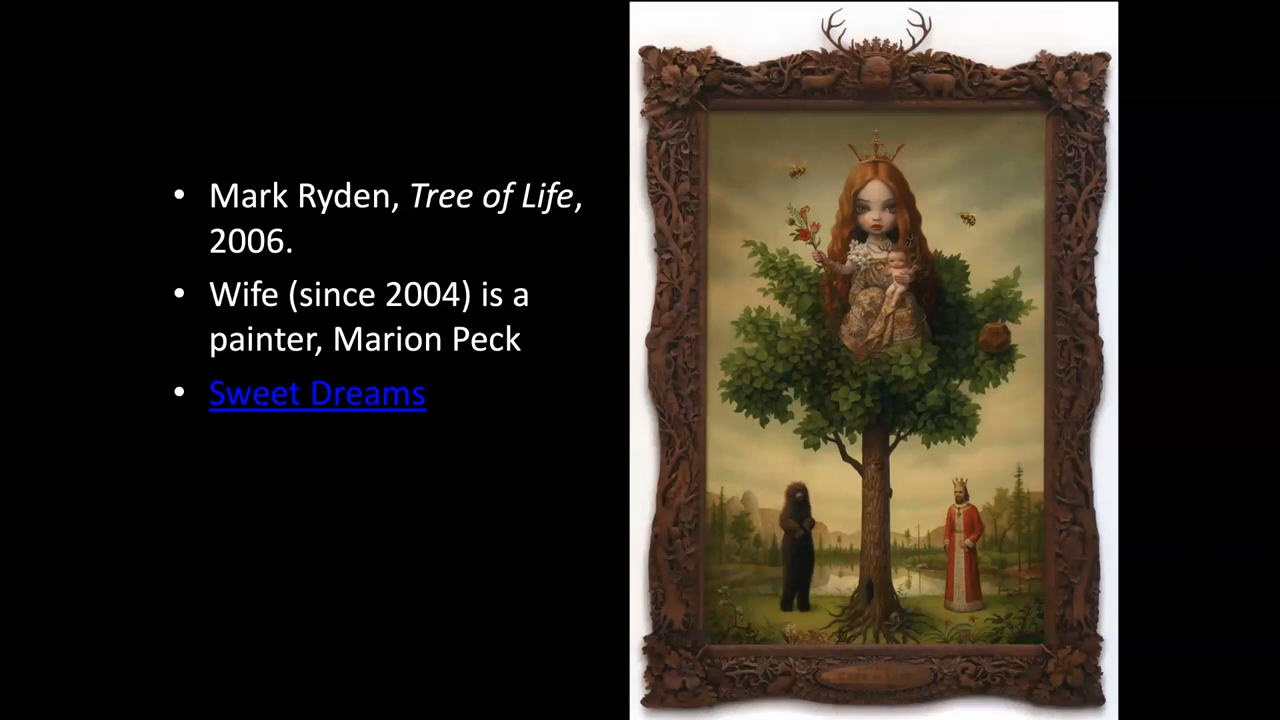 • Mark Ryden, Tree of Life,
2006.
• Wife (since 2004) is a
painter, Marion Peck
• Sweet Dreams